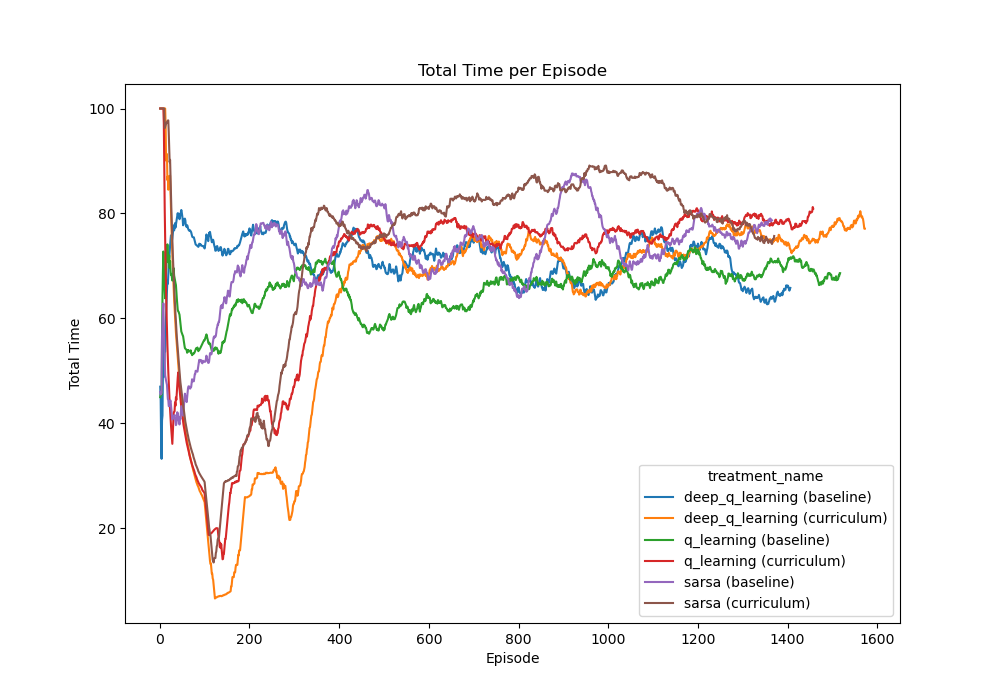 Total Time per Episode
Total Time
100
80
60
40
20
0
200
400
600
800
1000
1200
1400
1600
Episode
treatment_name
deep_q_learning (baseline)
deep_q_learning (curriculum)
q_learning (baseline)
q_learning (curriculum)
sarsa (baseline)
sarsa (curriculum)